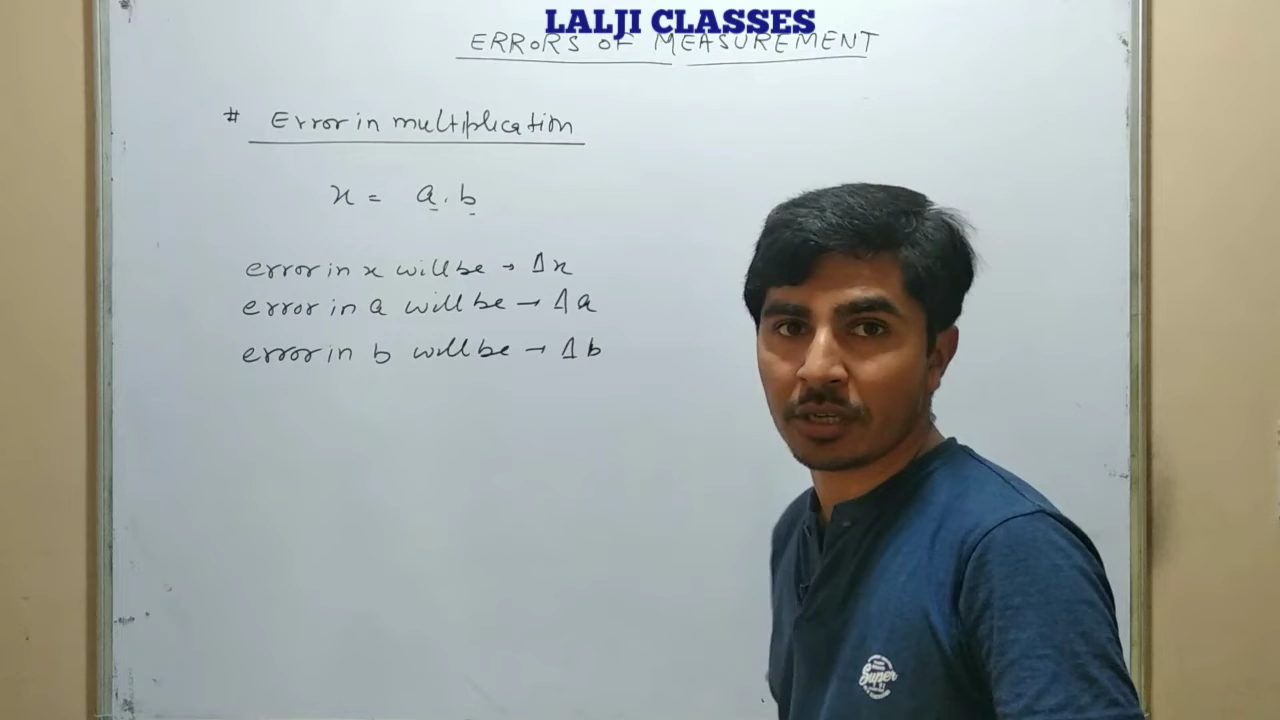 LALJI CLASSES
ERRORS OF MEASUREMENT
# Error in multiplication
x = a . b
error in x will be → Δx
error in a will be → Δa
error in b will be → Δb
Super